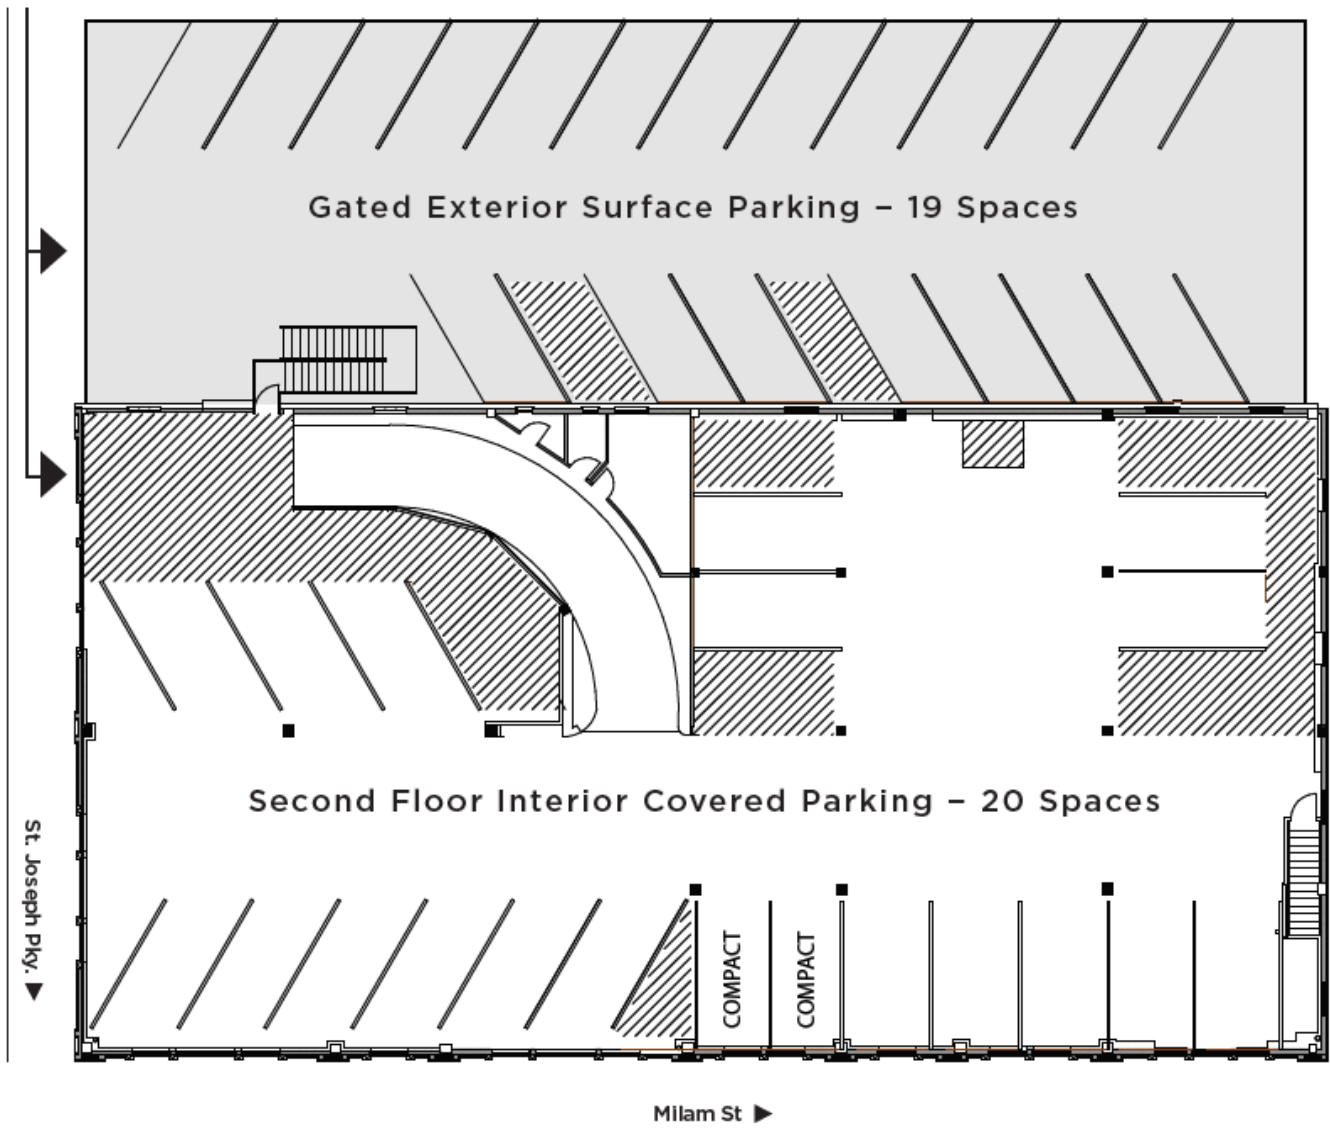 Gated Exterior Surface Parking – 19 Spaces
Second Floor Interior Covered Parking – 20 Spaces
St. Joseph Pky. ▶
COMPACT
COMPACT
Milam St ▶